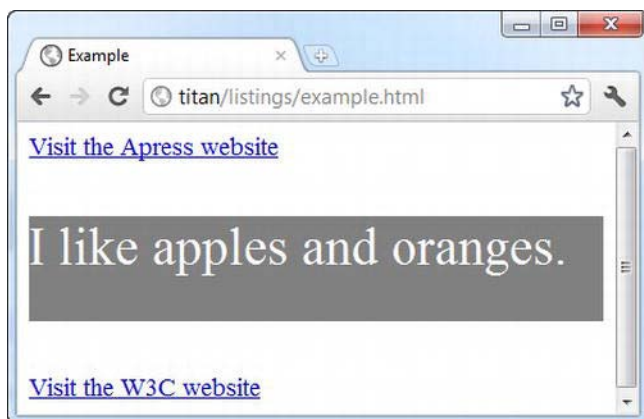 Example
titan/listings/example.html
Visit the Apress website
I like apples and oranges.
Visit the W3C website